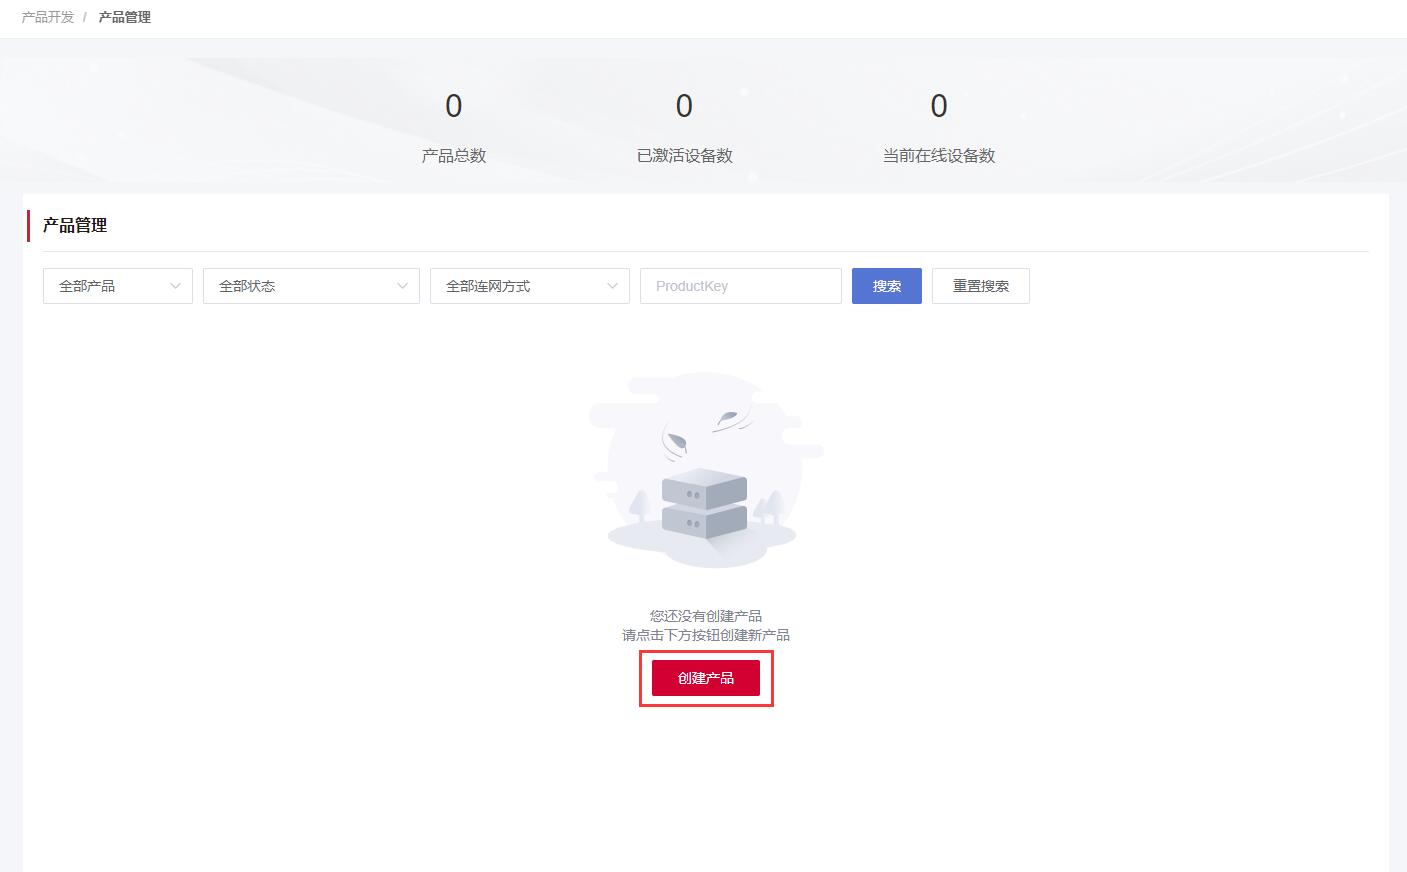 产品开发 / 产品管理
0 0 0
产品总数 已激活设备数 当前在线设备数
产品管理
全部产品 全部状态 全部连网方式 ProductKey 搜索 重置搜索
您还没有创建产品
请点击下方按钮创建新产品
创建产品